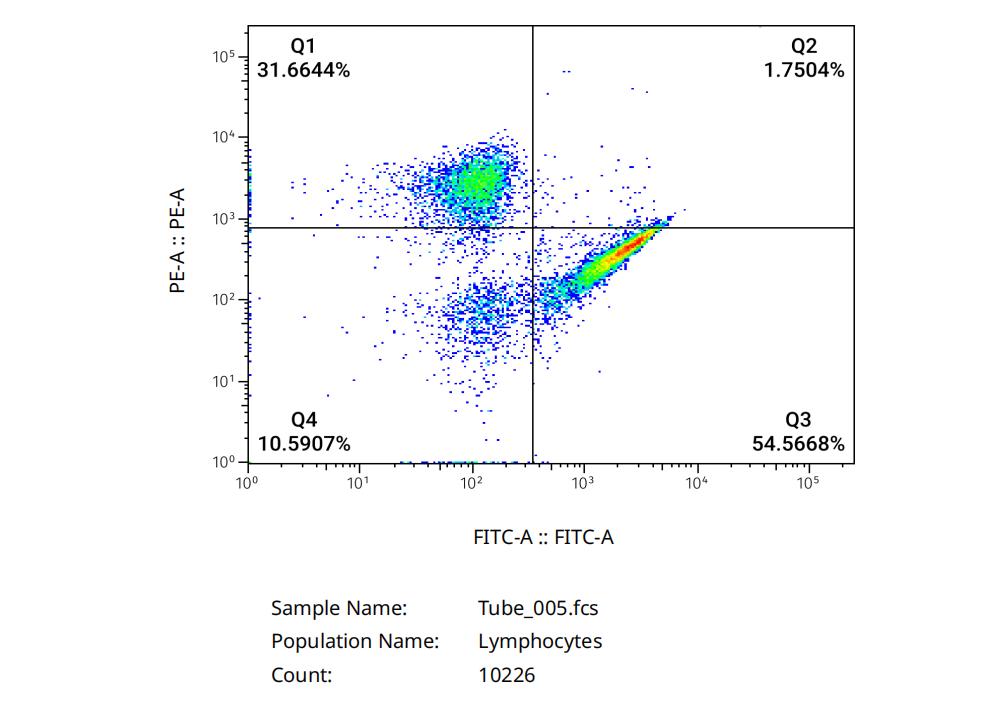 Q1
31.6644%
Q2
1.7504%
10⁵
10⁴
10³
10²
10¹
10⁰
PE-A :: PE-A
Q4
10.5907%
Q3
54.5668%
10⁰ 10¹ 10² 10³ 10⁴ 10⁵
FITC-A :: FITC-A
Sample Name: Tube_005.fcs
Population Name: Lymphocytes
Count: 10226